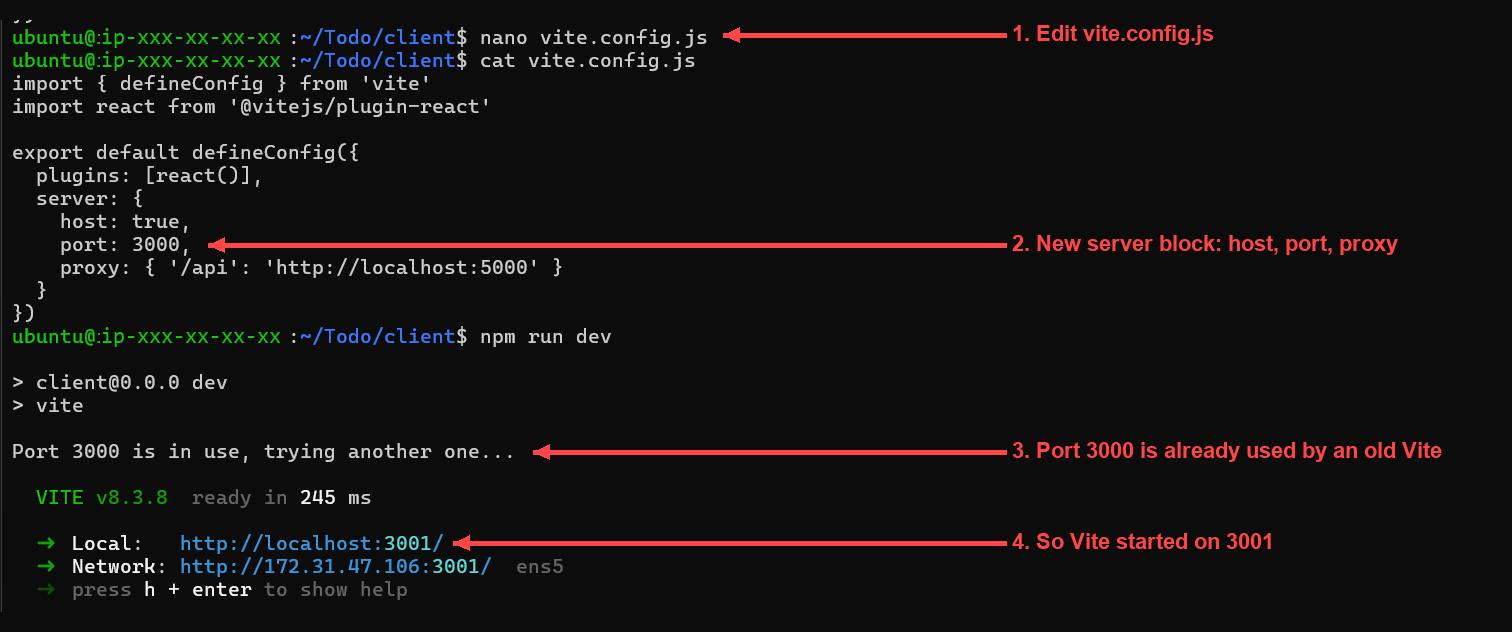 })
ubuntu@ip-xxx-xx-xx-xx :~/Todo/client$ nano vite.config.js 1. Edit vite.config.js
ubuntu@ip-xxx-xx-xx-xx :~/Todo/client$ cat vite.config.js
import { defineConfig } from 'vite'
import react from '@vitejs/plugin-react'
export default defineConfig({
  plugins: [react()],
  server: {
    host: true,
    port: 3000, 2. New server block: host, port, proxy
    proxy: { '/api': 'http://localhost:5000' }
  }
})
ubuntu@ip-xxx-xx-xx-xx :~/Todo/client$ npm run dev
> client@0.0.0 dev
> vite
Port 3000 is in use, trying another one... 3. Port 3000 is already used by an old Vite
VITE v8.3.8 ready in 245 ms
➜ Local: http://localhost:3001/ 4. So Vite started on 3001
➜ Network: http://172.31.47.106:3001/ ens5
➜ press h + enter to show help